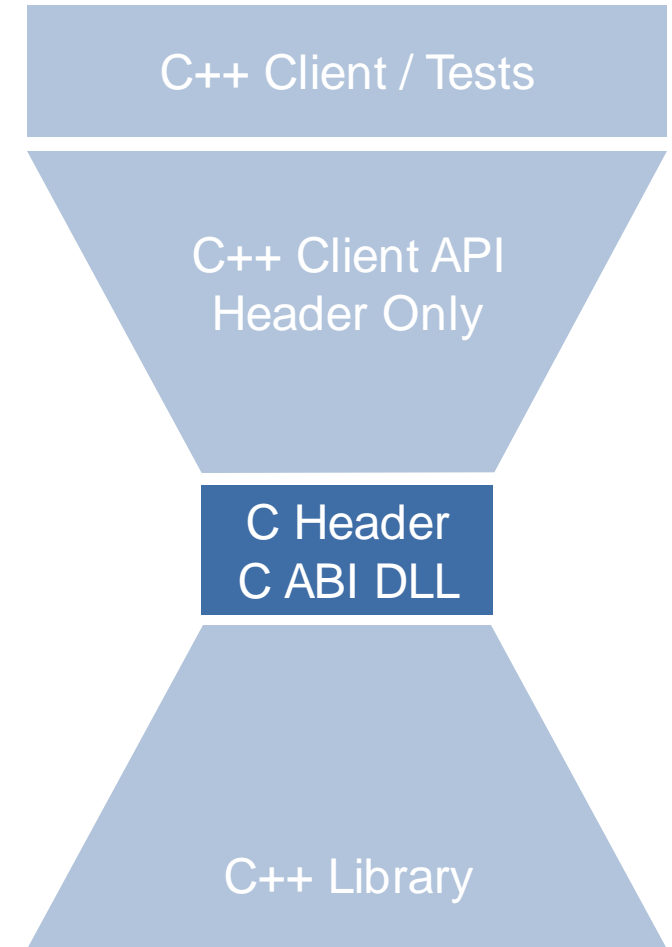 C++ Client / Tests
C++ Client API
Header Only
C Header
C ABI DLL
C++ Library